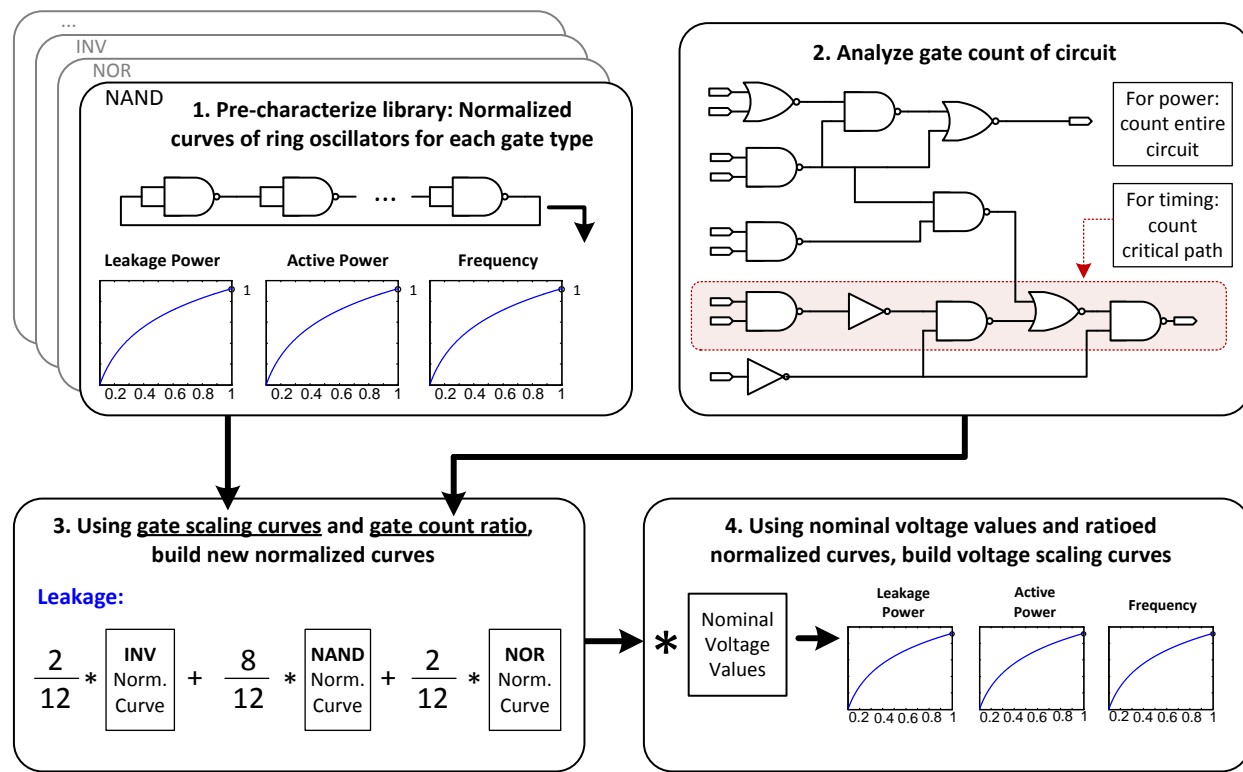 ...
INV
NOR
NAND
1. Pre-characterize library: Normalized
curves of ring oscillators for each gate type
...
Leakage Power
Active Power
Frequency
1
1
1
0.2 0.4 0.6 0.8 1
0.2 0.4 0.6 0.8 1
0.2 0.4 0.6 0.8 1
2. Analyze gate count of circuit
For power:
count entire
circuit
For timing:
count
critical path
3. Using gate scaling curves and gate count ratio,
build new normalized curves
Leakage:
2/12 * INV Norm. Curve + 8/12 * NAND Norm. Curve + 2/12 * NOR Norm. Curve
4. Using nominal voltage values and ratioed
normalized curves, build voltage scaling curves
*
Nominal
Voltage
Values
Leakage
Power
Active
Power
Frequency
0.2 0.4 0.6 0.8 1
0.2 0.4 0.6 0.8 1
0.2 0.4 0.6 0.8 1